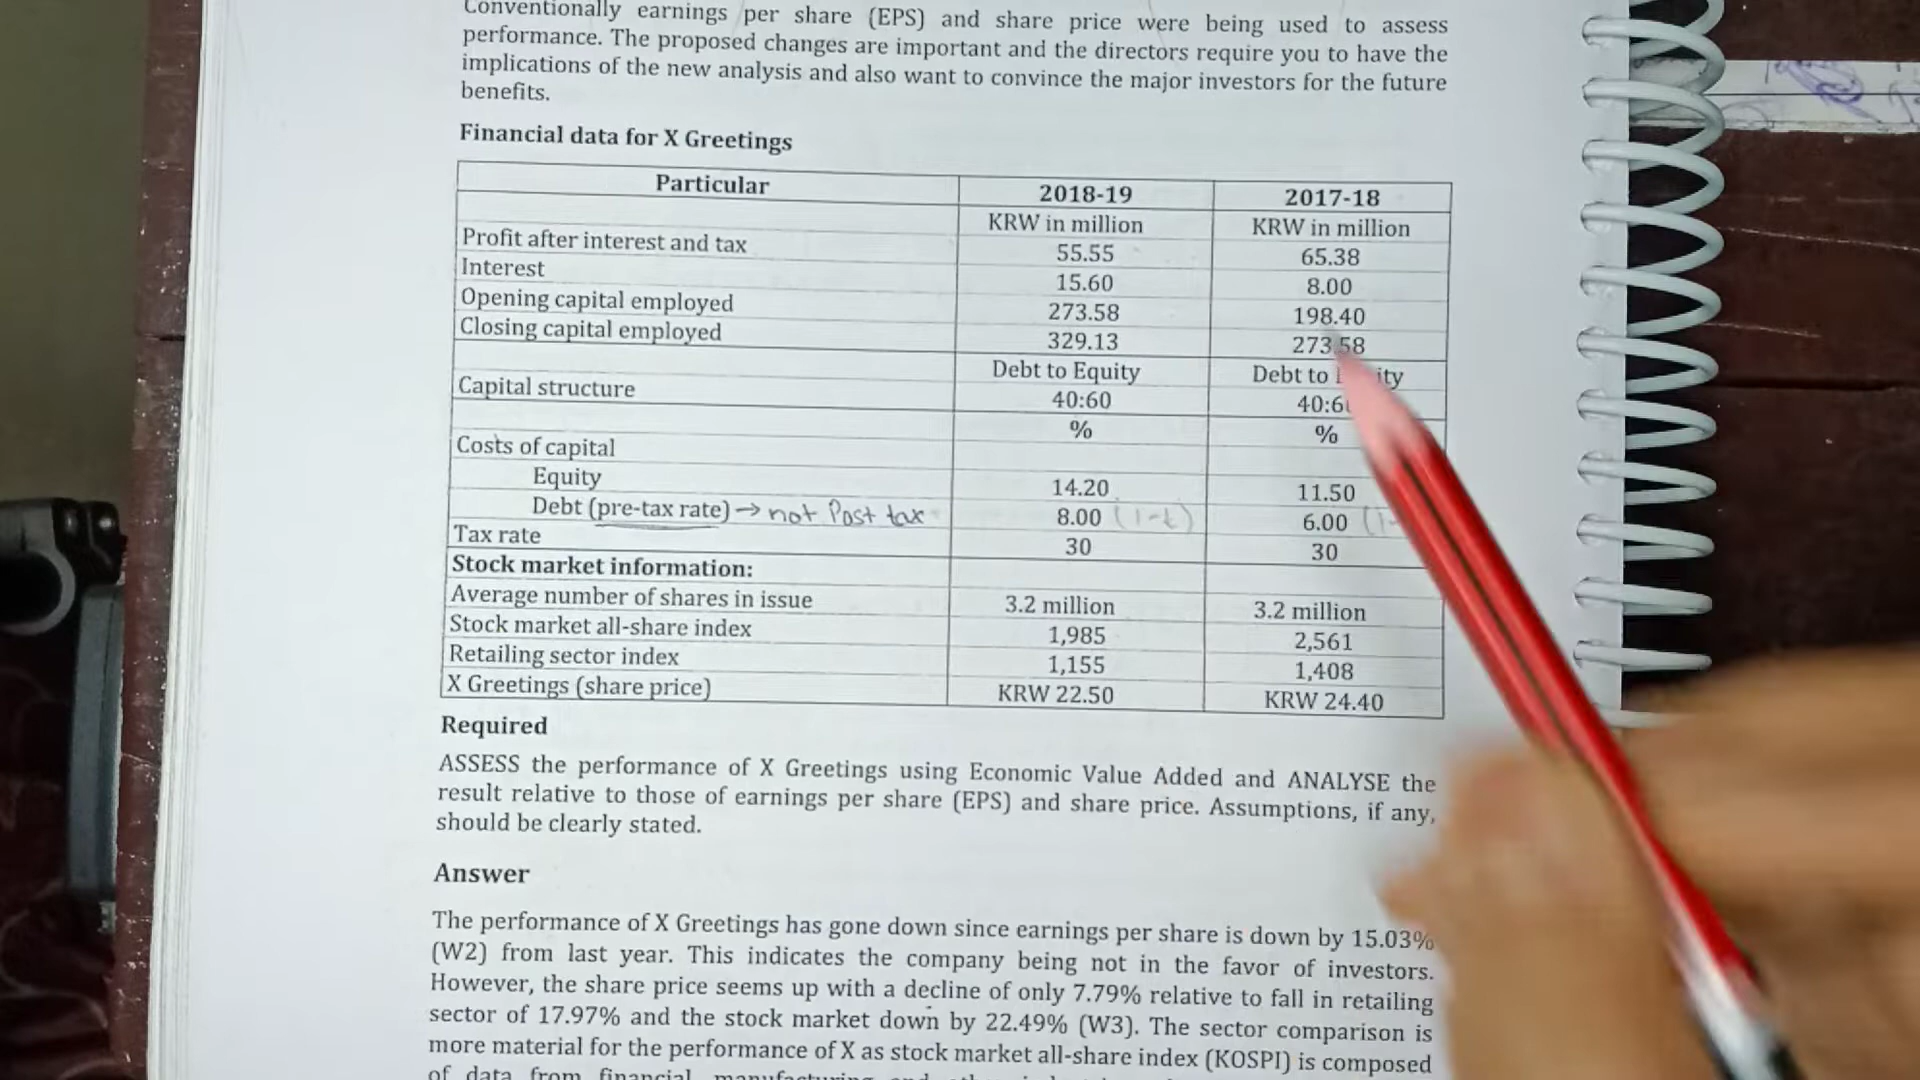 Conventionally earnings per share (EPS) and share price were being used to assess
performance. The proposed changes are important and the directors require you to have the
implications of the new analysis and also want to convince the major investors for the future
benefits.
Financial data for X Greetings
Particular 2018-19 2017-18
KRW in million KRW in million
Profit after interest and tax 55.55 65.38
Interest 15.60 8.00
Opening capital employed 273.58 198.40
Closing capital employed 329.13 273.58
Debt to Equity Debt to
Capital structure 40:60
% %
Costs of capital
Equity 14.20 11.50
Debt (pre-tax rate) → not Post tax 8.00 (1-t) 6.00
Tax rate 30 30
Stock market information:
Average number of shares in issue 3.2 million 3.2 million
Stock market all-share index 1,985 2,561
Retailing sector index 1,155 1,408
X Greetings (share price) KRW 22.50 KRW 24.40
Required
ASSESS the performance of X Greetings using Economic Value Added and ANALYSE the
result relative to those of earnings per share (EPS) and share price. Assumptions, if any,
should be clearly stated.
Answer
The performance of X Greetings has gone down since earnings per share is down by 15.03%
(W2) from last year. This indicates the company being not in the favor of investors.
However, the share price seems up with a decline of only 7.79% relative to fall in retailing
sector of 17.97% and the stock market down by 22.49% (W3). The sector comparison is
more material for the performance of X as stock market all-share index (KOSPI) is composed
of data from financial, manufacturing